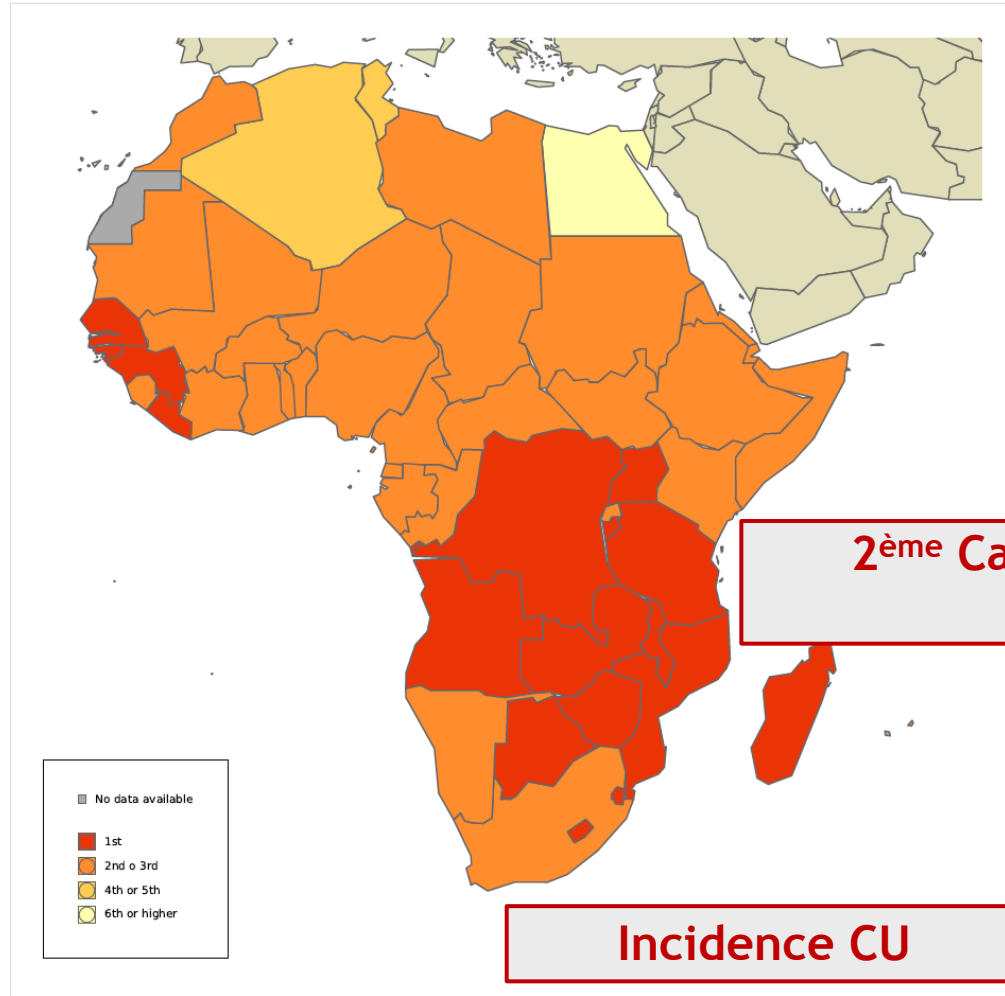 2ème Ca
No data available
1st
2nd o 3rd
4th or 5th
6th or higher
Incidence CU